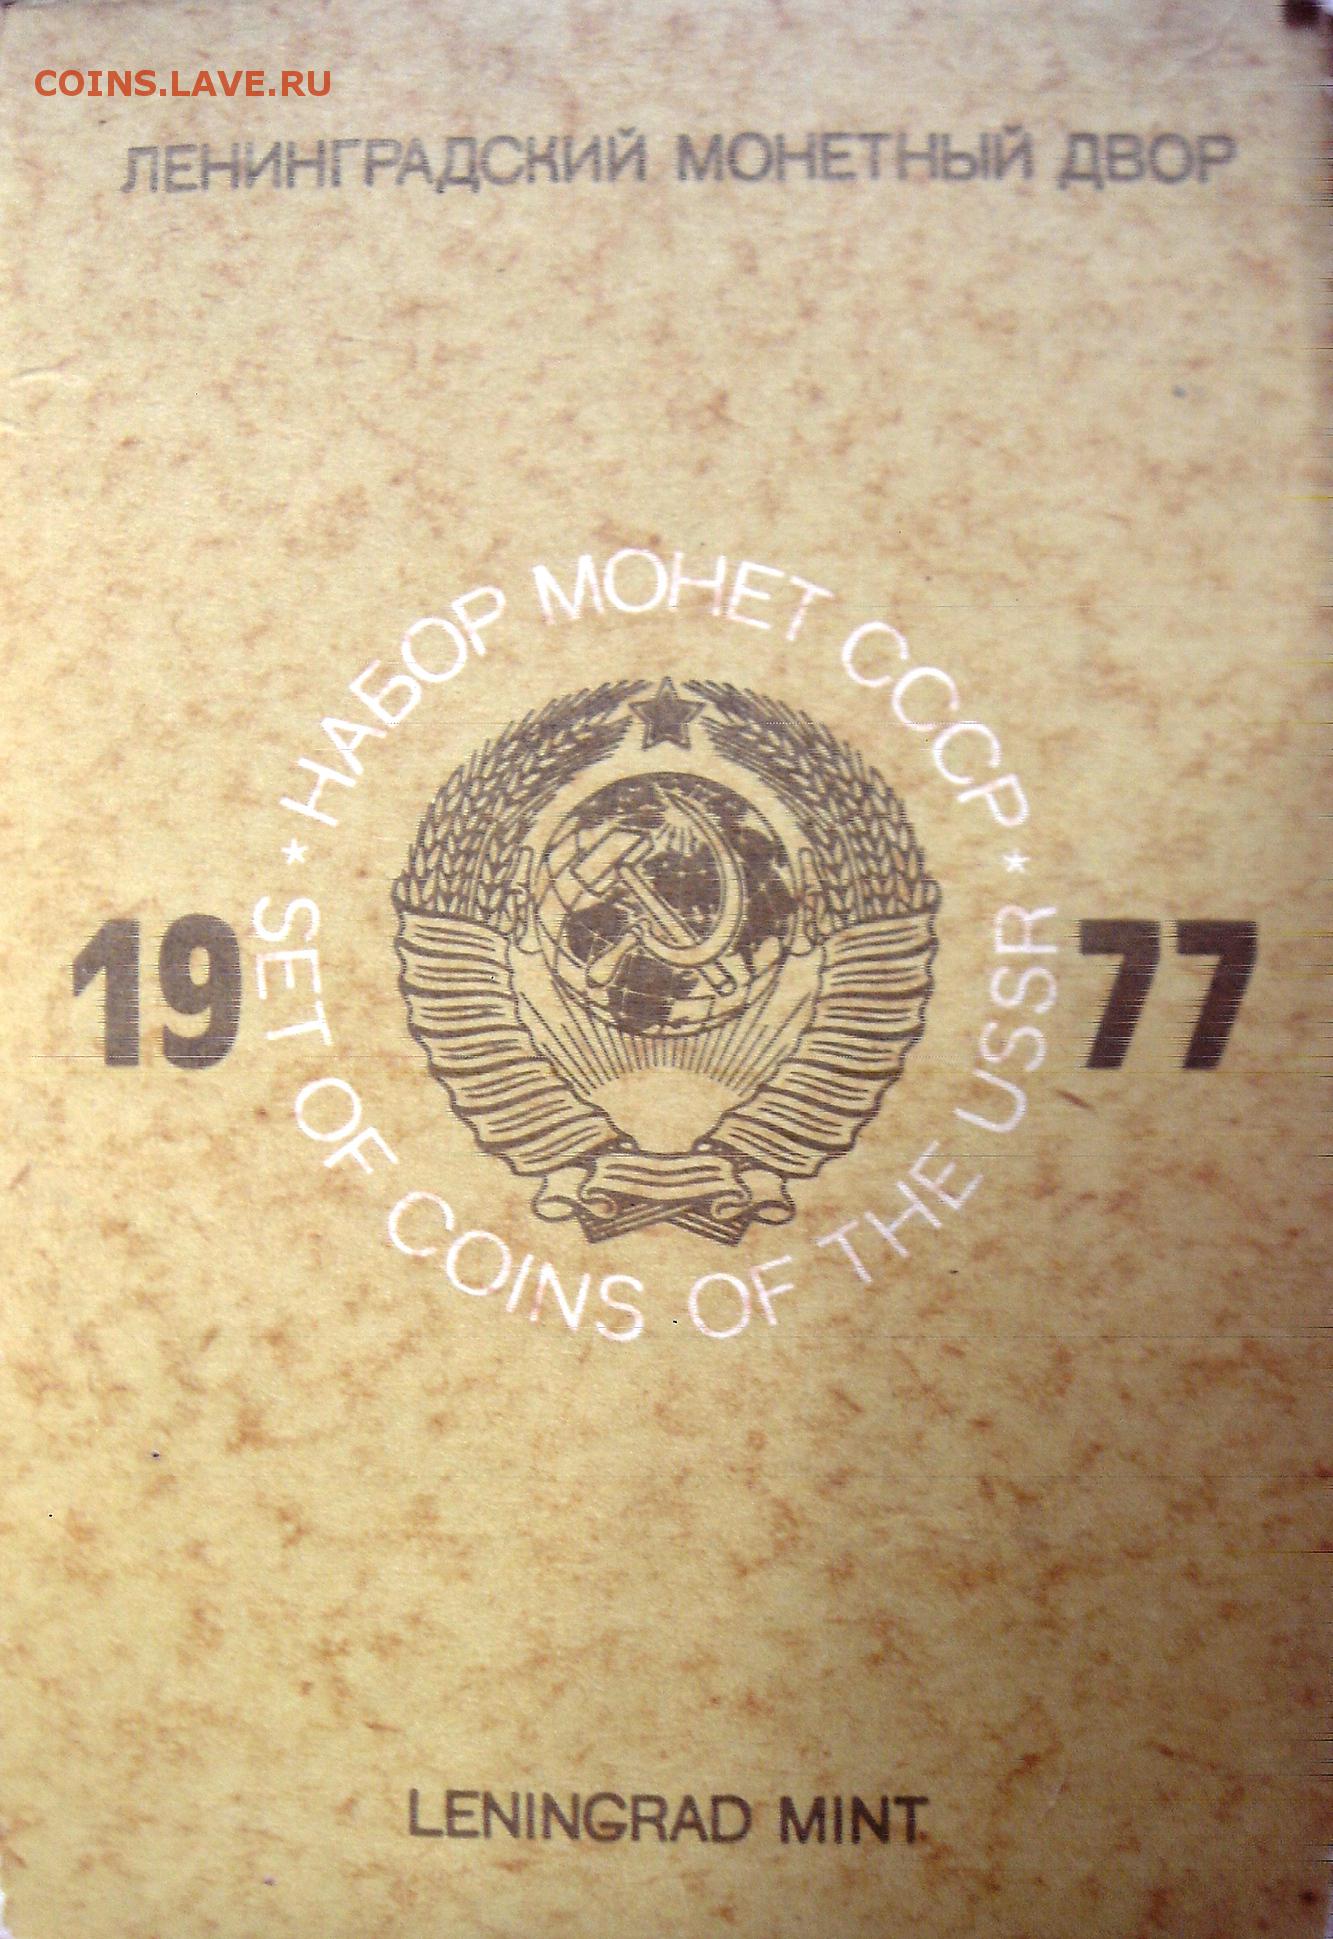 COINS.LAVE.RU
ЛЕНИНГРАДСКИЙ МОНЕТНЫЙ ДВОР
* НАБОР МОНЕТ СССР *
19 77
SET OF COINS OF THE USSR
LENINGRAD MINT